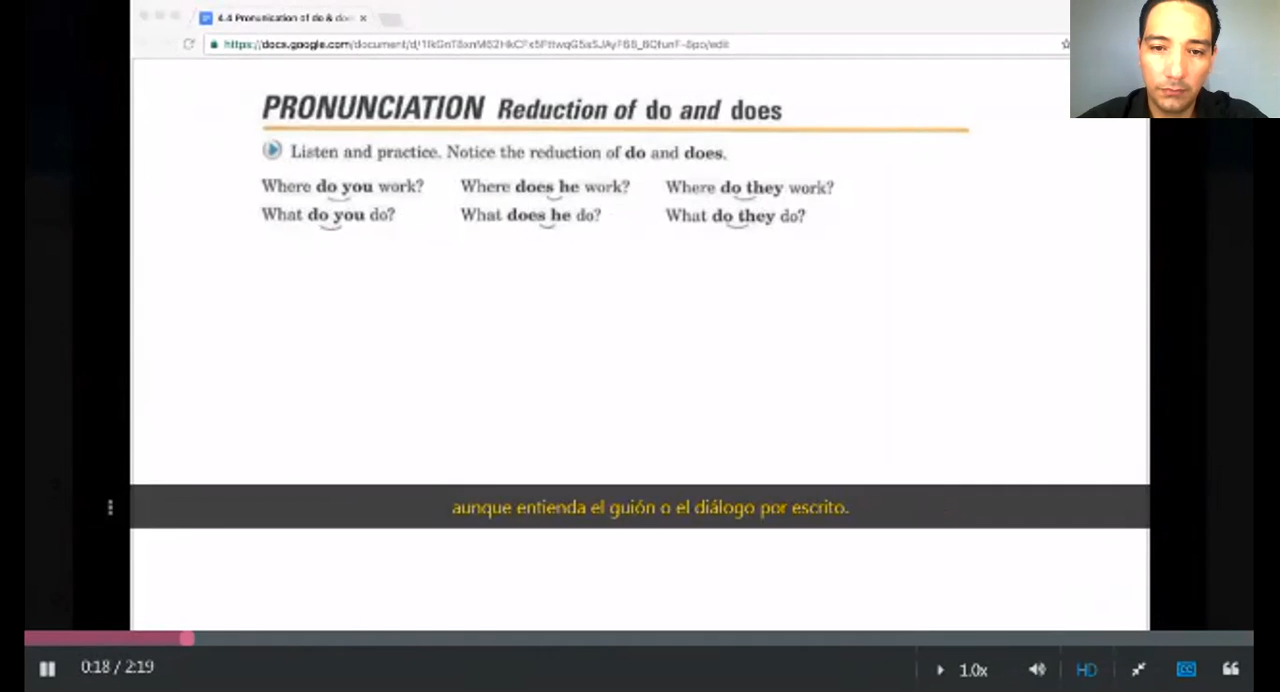 4.4 Pronunciation of do & doe
PRONUNCIATION Reduction of do and does
Listen and practice. Notice the reduction of do and does.
Where do you work? Where does he work? Where do they work?
What do you do? What does he do? What do they do?
aunque entienda el guión o el diálogo por escrito.
0:18 / 2:19 1.0x HD CC